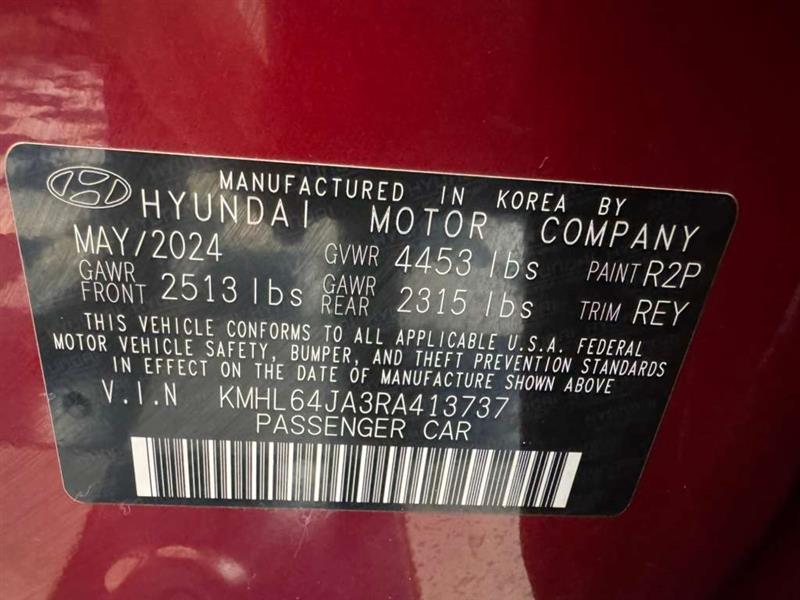 MANUFACTURED IN KOREA BY
HYUNDAI MOTOR COMPANY
MAY/2024 GVWR 4453 lbs PAINT R2P
GAWR FRONT 2513 lbs GAWR REAR 2315 lbs TRIM REY
THIS VEHICLE CONFORMS TO ALL APPLICABLE U.S.A. FEDERAL
MOTOR VEHICLE SAFETY, BUMPER, AND THEFT PREVENTION STANDARDS
IN EFFECT ON THE DATE OF MANUFACTURE SHOWN ABOVE
V.I.N KMHL64JA3RA413737
PASSENGER CAR